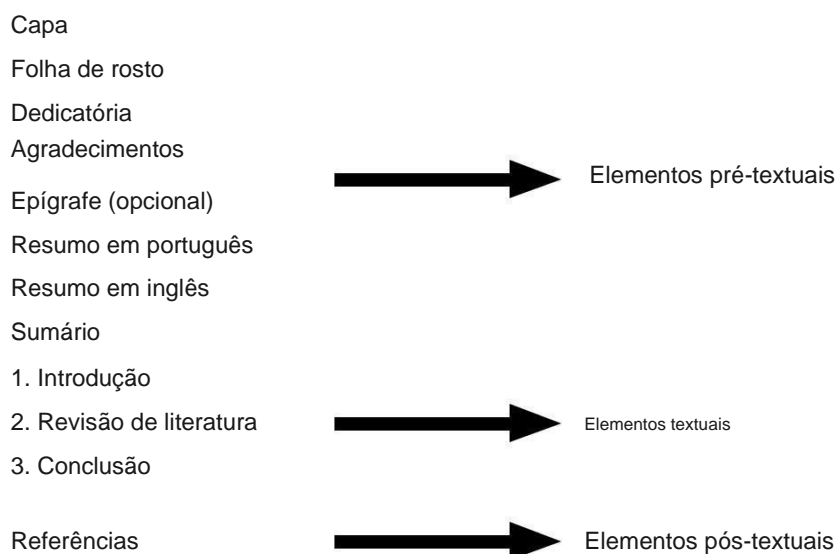 Capa
Folha de rosto
Dedicatória
Agradecimentos
Elementos pré-textuais
Epígrafe (opcional)
Resumo em português
Resumo em inglês
Sumário
1. Introdução
2. Revisão de literatura
Elementos textuais
3. Conclusão
Referências
Elementos pós-textuais